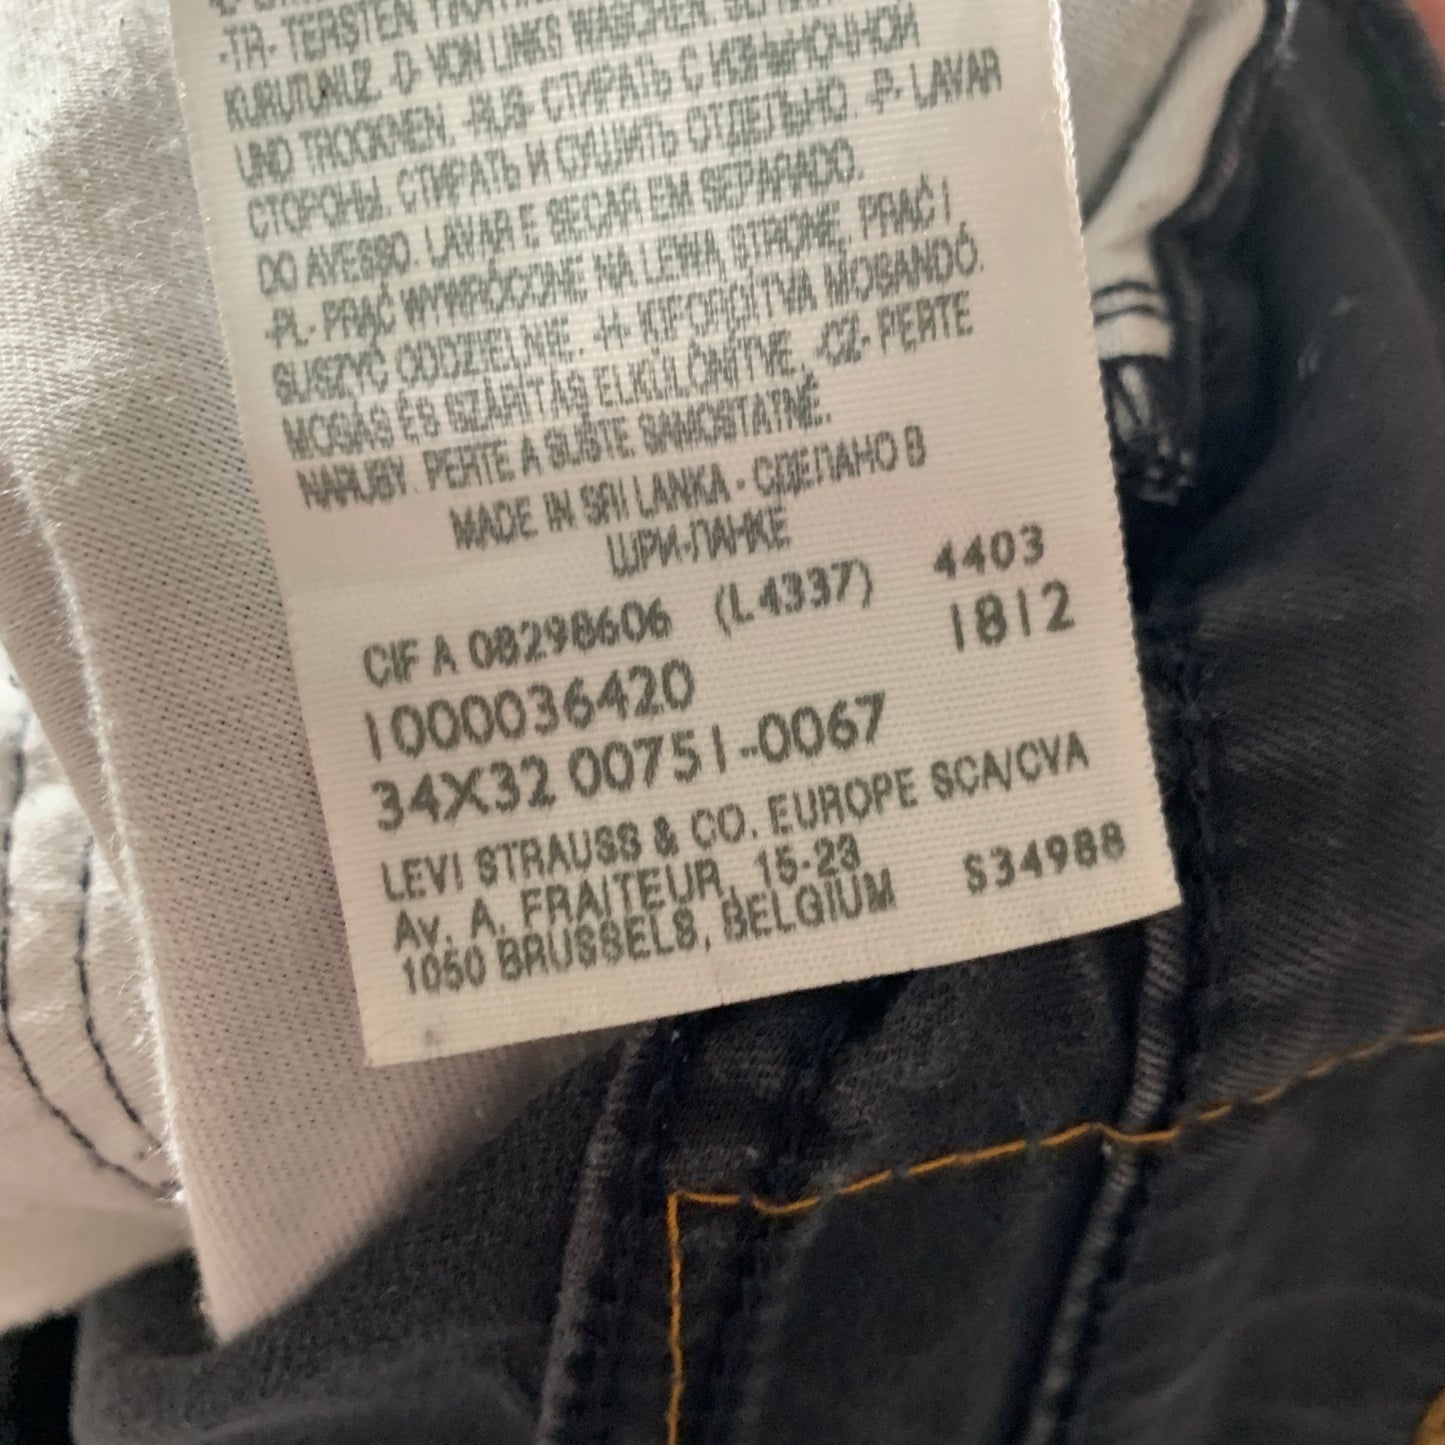 -TR- TERSTEN
KURUTUNUZ. -D- VON LINKS WASCHEN.
UND TROCKNEN. -RUS- СТИРАТЬ С ИЗНАНОЧНОЙ
СТОРОНЫ. СТИРАТЬ И СУШИТЬ ОТДЕЛЬНО. -P- LAVAR
DO AVESSO. LAVAR E SECAR EM SEPARADO.
-PL- PRAĆ WYWRÓCONE NA LEWĄ STRONĘ. PRAĆ I
SUSZYĆ ODDZIELNIE. -H- KIFORDÍTVA MOSANDÓ.
MOSÁS ÉS SZÁRÍTÁS ELKÜLÖNÍTVE. -CZ- PERTE
NARUBY. PERTE A SUŠTE SAMOSTATNĚ.
MADE IN SRI LANKA - СДЕЛАНО В
ШРИ-ЛАНКЕ
CIF A 08298606 (L4337) 4403
1000036420 1812
34X32 00751-0067
LEVI STRAUSS & CO. EUROPE SCA/CVA
AV. A. FRAITEUR, 15-23
1050 BRUSSELS, BELGIUM S34988